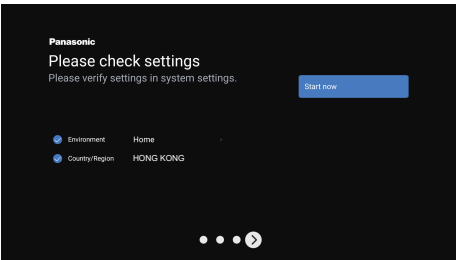 Panasonic
Please check settings
Please verify settings in system settings.
Start now
Environment Home
Country/Region HONG KONG